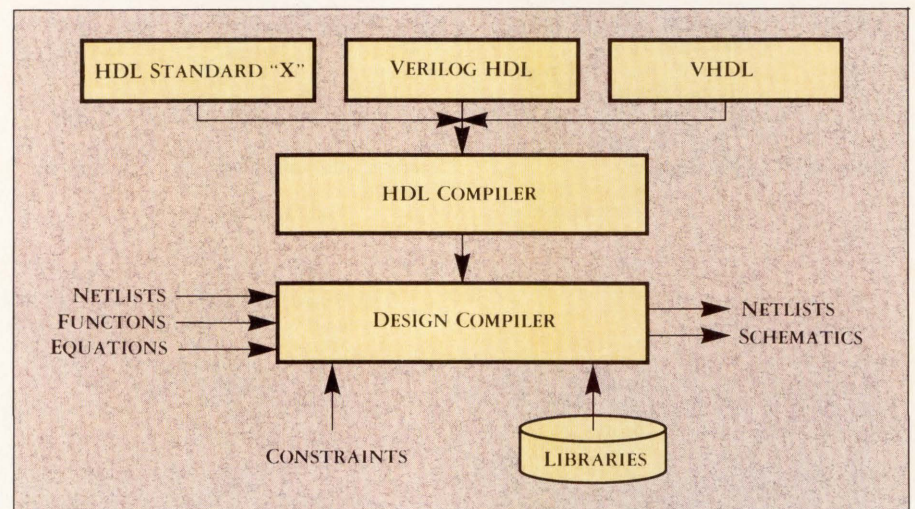 HDL STANDARD "X"
VERILOG HDL
VHDL
HDL COMPILER
NETLISTS
FUNCTONS
EQUATIONS
DESIGN COMPILER
NETLISTS
SCHEMATICS
CONSTRAINTS
LIBRARIES